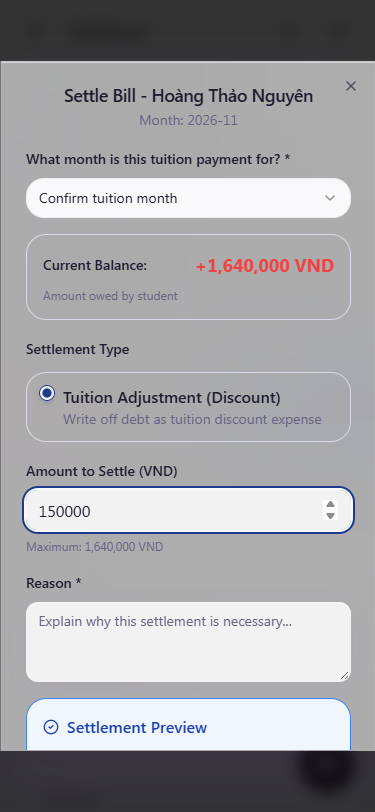 Settle Bill - Hoàng Thảo Nguyên
Month: 2026-11
What month is this tuition payment for? *
Confirm tuition month
Current Balance:
+1,640,000 VND
Amount owed by student
Settlement Type
Tuition Adjustment (Discount)
Write off debt as tuition discount expense
Amount to Settle (VND)
150000
Maximum: 1,640,000 VND
Reason *
Explain why this settlement is necessary...
Settlement Preview